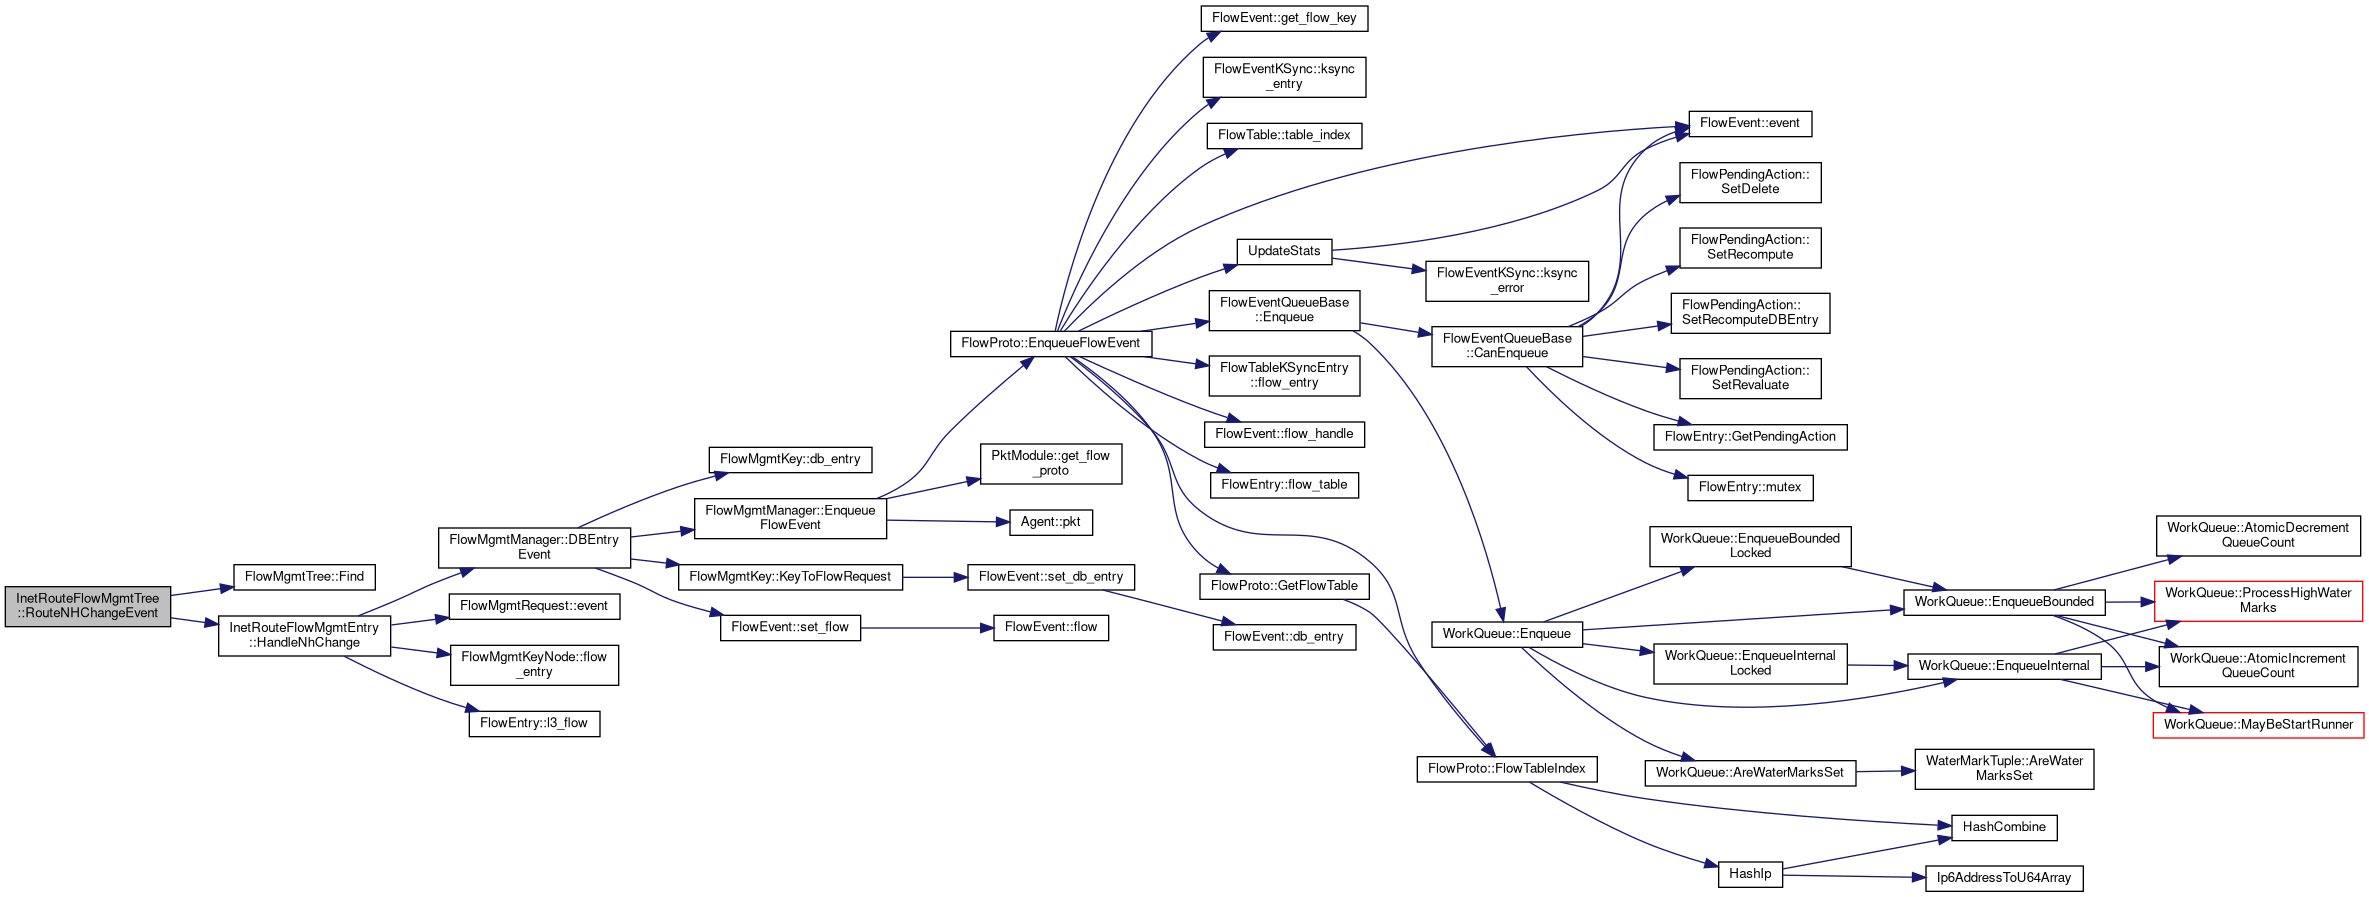 InetRouteFlowMgmtTree
::RouteNHChangeEvent
FlowMgmtTree::Find
InetRouteFlowMgmtEntry
::HandleNhChange
FlowMgmtManager::DBEntry
Event
FlowMgmtRequest::event
FlowMgmtKeyNode::flow
_entry
FlowEntry::l3_flow
FlowMgmtKey::db_entry
FlowMgmtManager::Enqueue
FlowEvent
FlowMgmtKey::KeyToFlowRequest
FlowEvent::set_flow
FlowProto::EnqueueFlowEvent
PktModule::get_flow
_proto
Agent::pkt
FlowEvent::set_db_entry
FlowEvent::flow
FlowEvent::get_flow_key
FlowEventKSync::ksync
_entry
FlowTable::table_index
UpdateStats
FlowEventQueueBase
::Enqueue
FlowTableKSyncEntry
::flow_entry
FlowEvent::flow_handle
FlowEntry::flow_table
FlowProto::GetFlowTable
FlowEvent::db_entry
FlowEventKSync::ksync
_error
FlowEventQueueBase
::CanEnqueue
WorkQueue::Enqueue
FlowProto::FlowTableIndex
FlowEvent::event
FlowPendingAction::
SetDelete
FlowPendingAction::
SetRecompute
FlowPendingAction::
SetRecomputeDBEntry
FlowPendingAction::
SetRevaluate
FlowEntry::GetPendingAction
FlowEntry::mutex
WorkQueue::EnqueueBounded
Locked
WorkQueue::EnqueueInternal
Locked
WorkQueue::AreWaterMarksSet
HashIp
WorkQueue::EnqueueBounded
WorkQueue::EnqueueInternal
WaterMarkTuple::AreWater
MarksSet
HashCombine
Ip6AddressToU64Array
WorkQueue::AtomicDecrement
QueueCount
WorkQueue::ProcessHighWater
Marks
WorkQueue::AtomicIncrement
QueueCount
WorkQueue::MayBeStartRunner